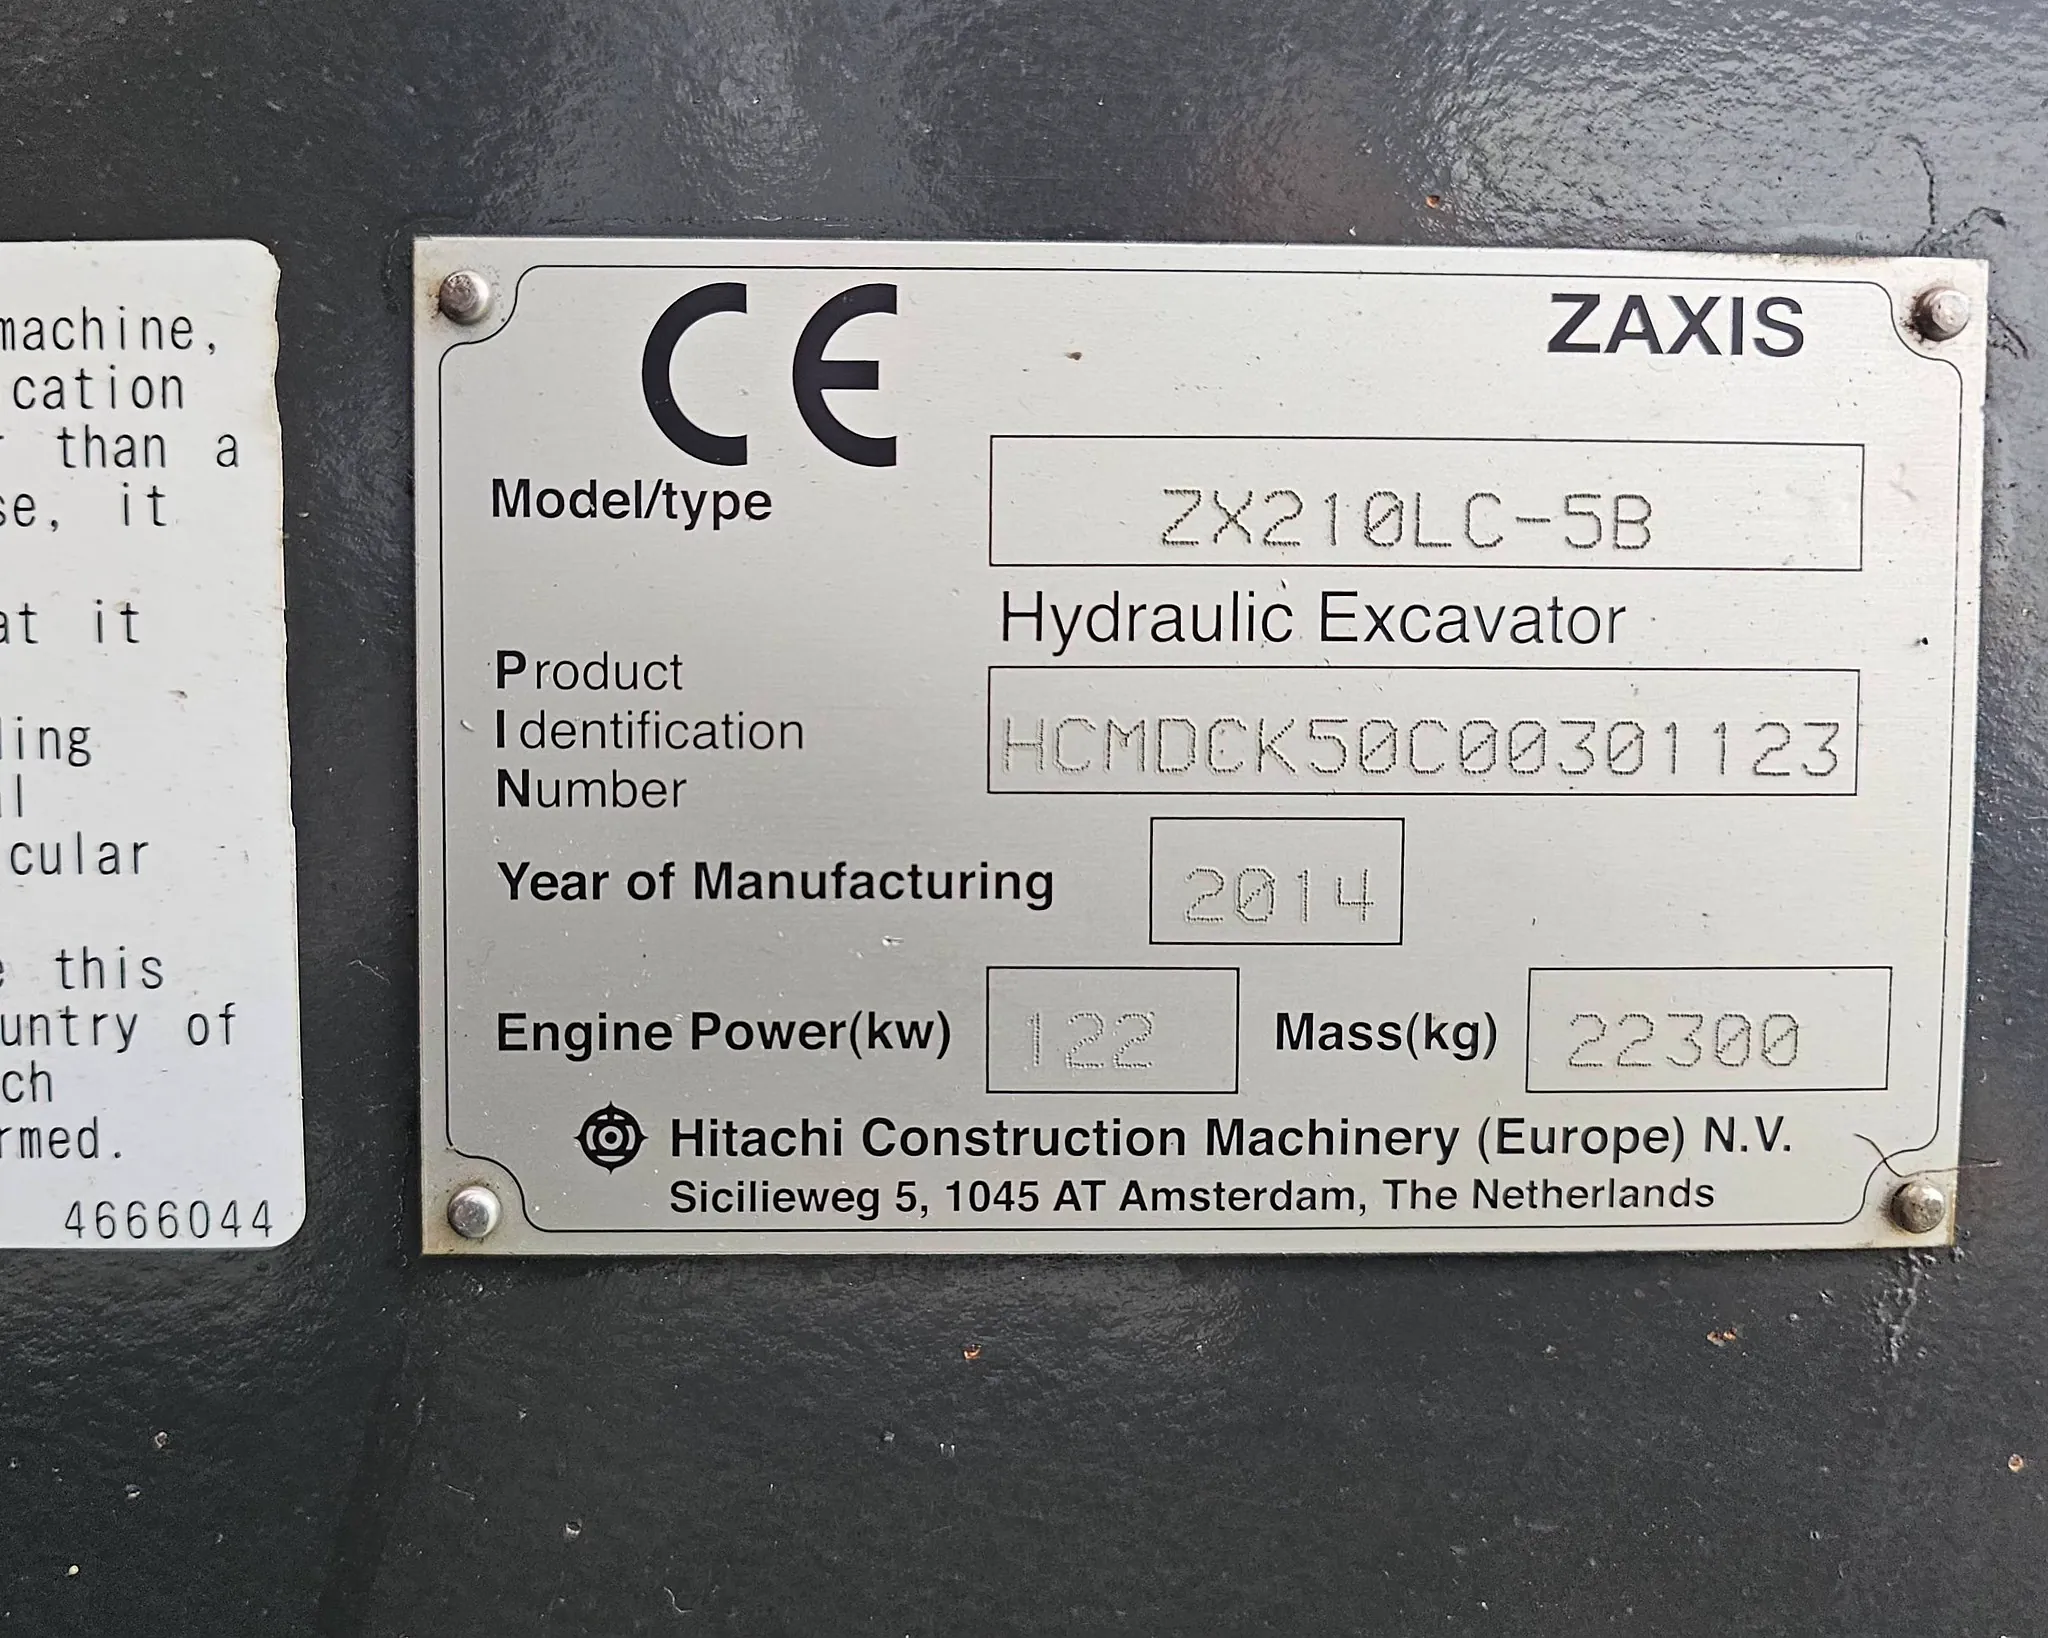 machine,
cation
than a
se, it
at it
ling
al
cular
e this
untry of
ch
rmed.
4666044
CE
ZAXIS
Model/type
ZX210LC-5B
Hydraulic Excavator
Product
Identification
Number
HCMDCK50C00301123
Year of Manufacturing
2014
Engine Power(kw)
122
Mass(kg)
22300
Hitachi Construction Machinery (Europe) N.V.
Sicilieweg 5, 1045 AT Amsterdam, The Netherlands